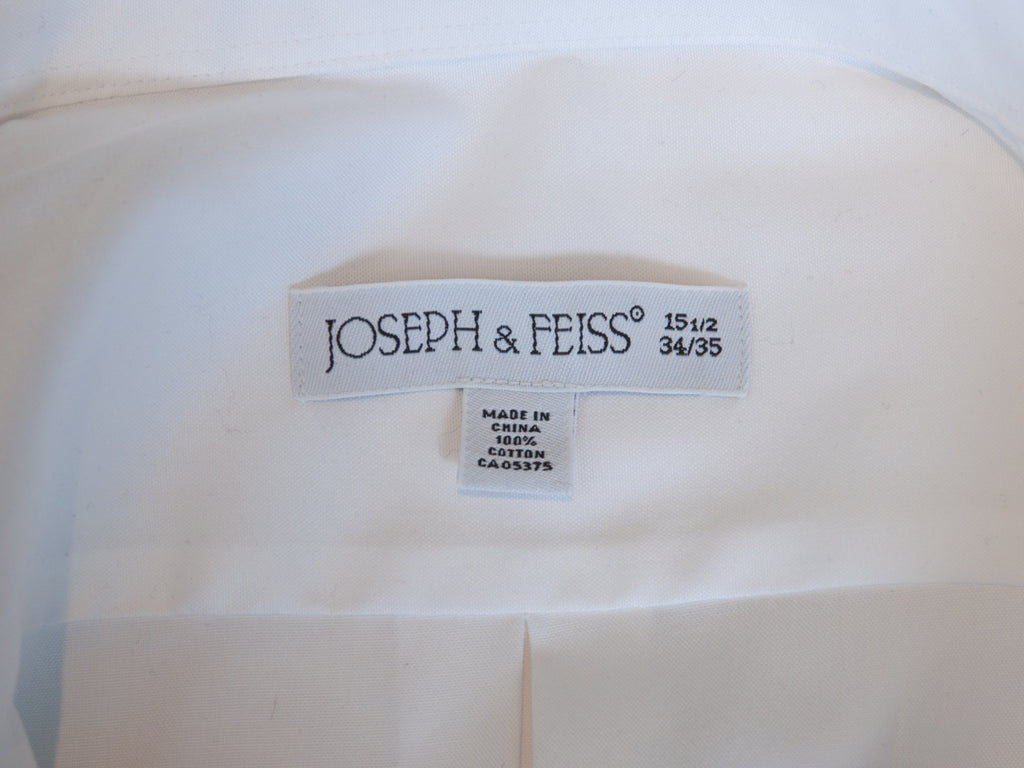 JOSEPH & FEISS® 15 1/2
34/35
MADE IN
CHINA
100%
COTTON
CA05375